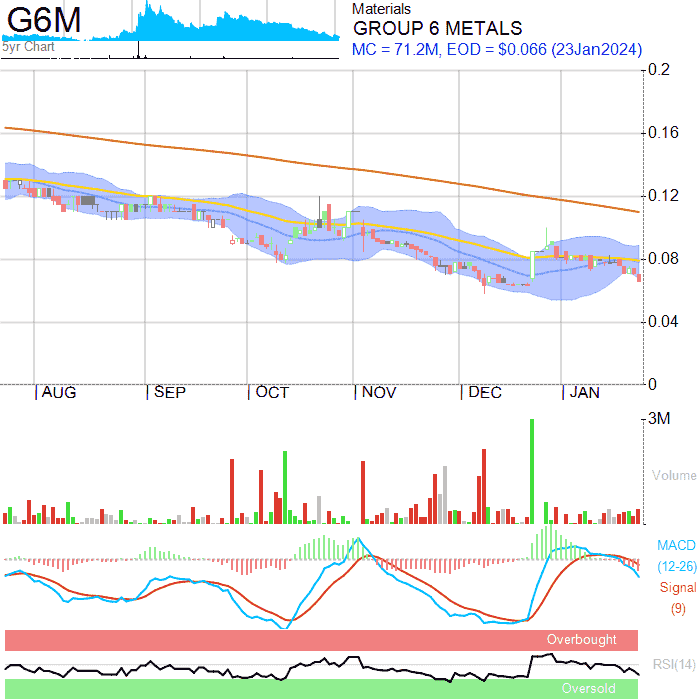 G6M
5yr Chart
Materials
GROUP 6 METALS
MC = 71.2M, EOD = $0.066 (23Jan2024)
0.2
0.16
0.12
0.08
0.04
0
AUG SEP OCT NOV DEC JAN
3M
Volume
MACD
(12-26)
Signal
(9)
Overbought
RSI(14)
Oversold